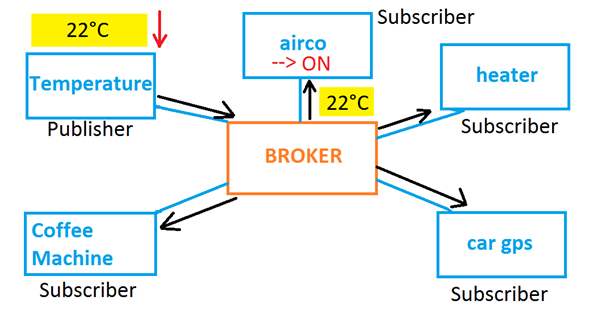 22°C
Temperature
Publisher
Subscriber
airco
--> ON
22°C
heater
Subscriber
BROKER
Coffee
Machine
Subscriber
car gps
Subscriber